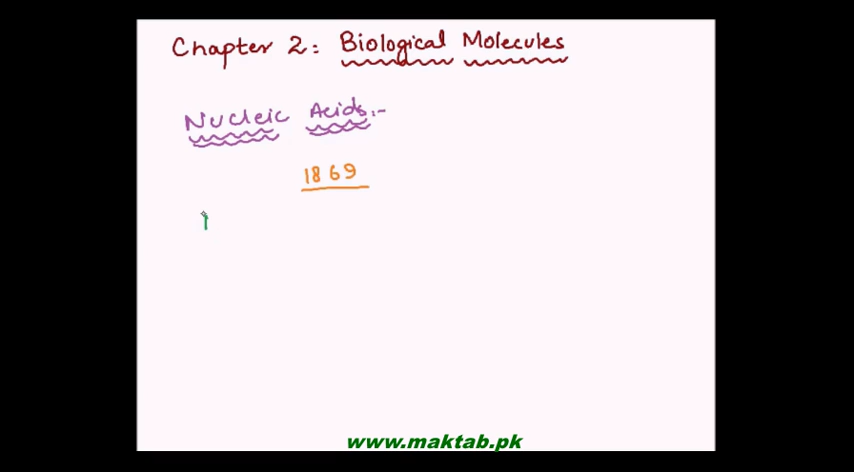 Chapter 2: Biological Molecules
Nucleic Acids:-
1869
www.maktab.pk